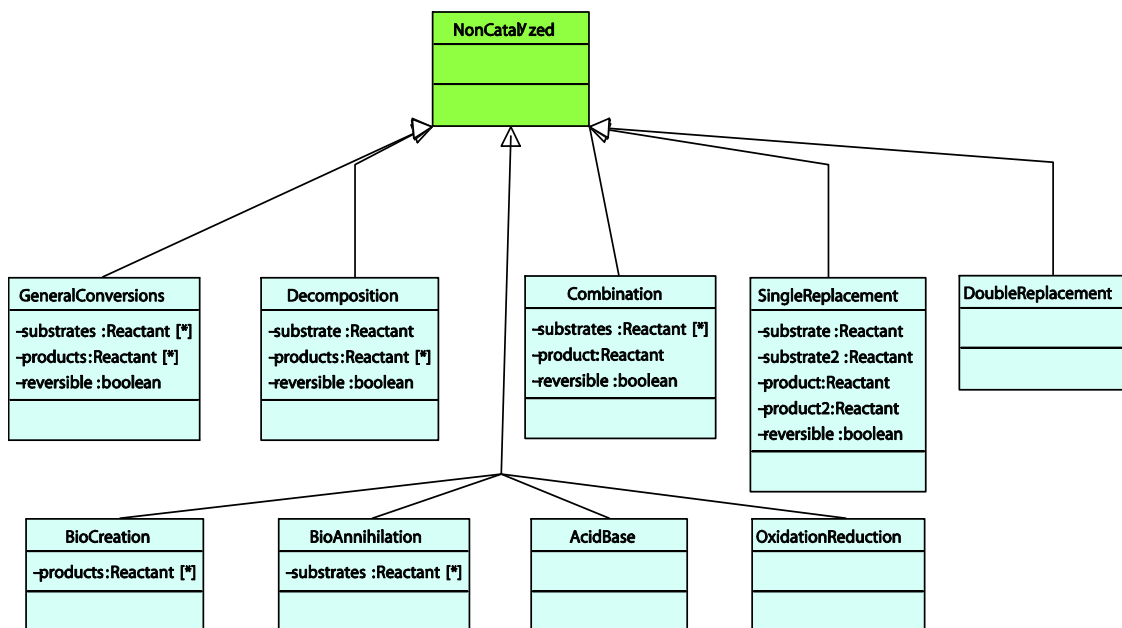 NonCatalyzed
GeneralConversions
-substrates :Reactant [*]
-products:Reactant [*]
-reversible :boolean
Decomposition
-substrate :Reactant
-products:Reactant [*]
-reversible :boolean
Combination
-substrates :Reactant [*]
-product:Reactant
-reversible :boolean
SingleReplacement
-substrate :Reactant
-substrate2 :Reactant
-product:Reactant
-product2:Reactant
-reversible :boolean
DoubleReplacement
BioCreation
-products:Reactant [*]
BioAnnihilation
-substrates :Reactant [*]
AcidBase
OxidationReduction